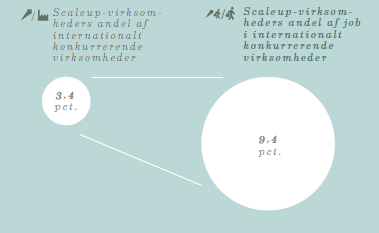 Scaleup-virksom-
heders andel af
internationalt
konkurrerende
virksomheder
Scaleup-virksom-
heders andel af job
i internationalt
konkurrerende
virksomheder
3,4
pct.
9,4
pct.